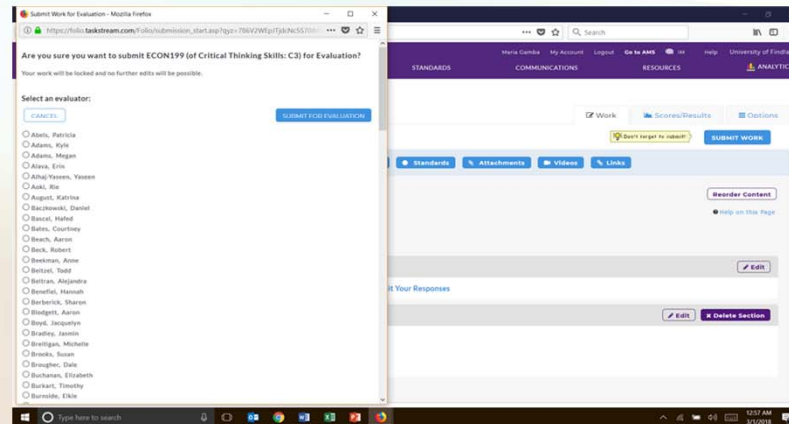 Submit Work for Evaluation - Mozilla Firefox
https://folio.taskstream.com/Folio/submission_start.asp?qyz=
Are you sure you want to submit ECON199 (of Critical Thinking Skills: C3) for Evaluation?
Your work will be locked and no further edits will be possible.
Select an evaluator:
CANCEL
SUBMIT FOR EVALUATION
Abels, Patricia
Adams, Kyle
Adams, Megan
Alava, Erin
Alhaj-Yaseen, Yaseen
Aoki, Rie
August, Katrina
Baczkowski, Daniel
Bascal, Hafed
Bates, Courtney
Beach, Aaron
Beck, Robert
Beekman, Anne
Beitzel, Todd
Beltran, Alejandra
Benefiel, Hannah
Berberick, Sharon
Blodgett, Aaron
Boyd, Jacquelyn
Bradley, Jasmin
Breitigan, Michelle
Brooks, Susan
Brougher, Dale
Buchanan, Elizabeth
Burkart, Timothy
Burnside, Elkie
Search
Maria Gamba My Account Logout Go to AMS Help University of Findla
STANDARDS COMMUNICATIONS RESOURCES ANALYTIC
Work Scores/Results Options
Don't forget to submit! SUBMIT WORK
Standards Attachments Videos Links
Reorder Content
Help on this Page
Edit
it Your Responses
Edit Delete Section
Type here to search
12:57 AM
3/1/2018